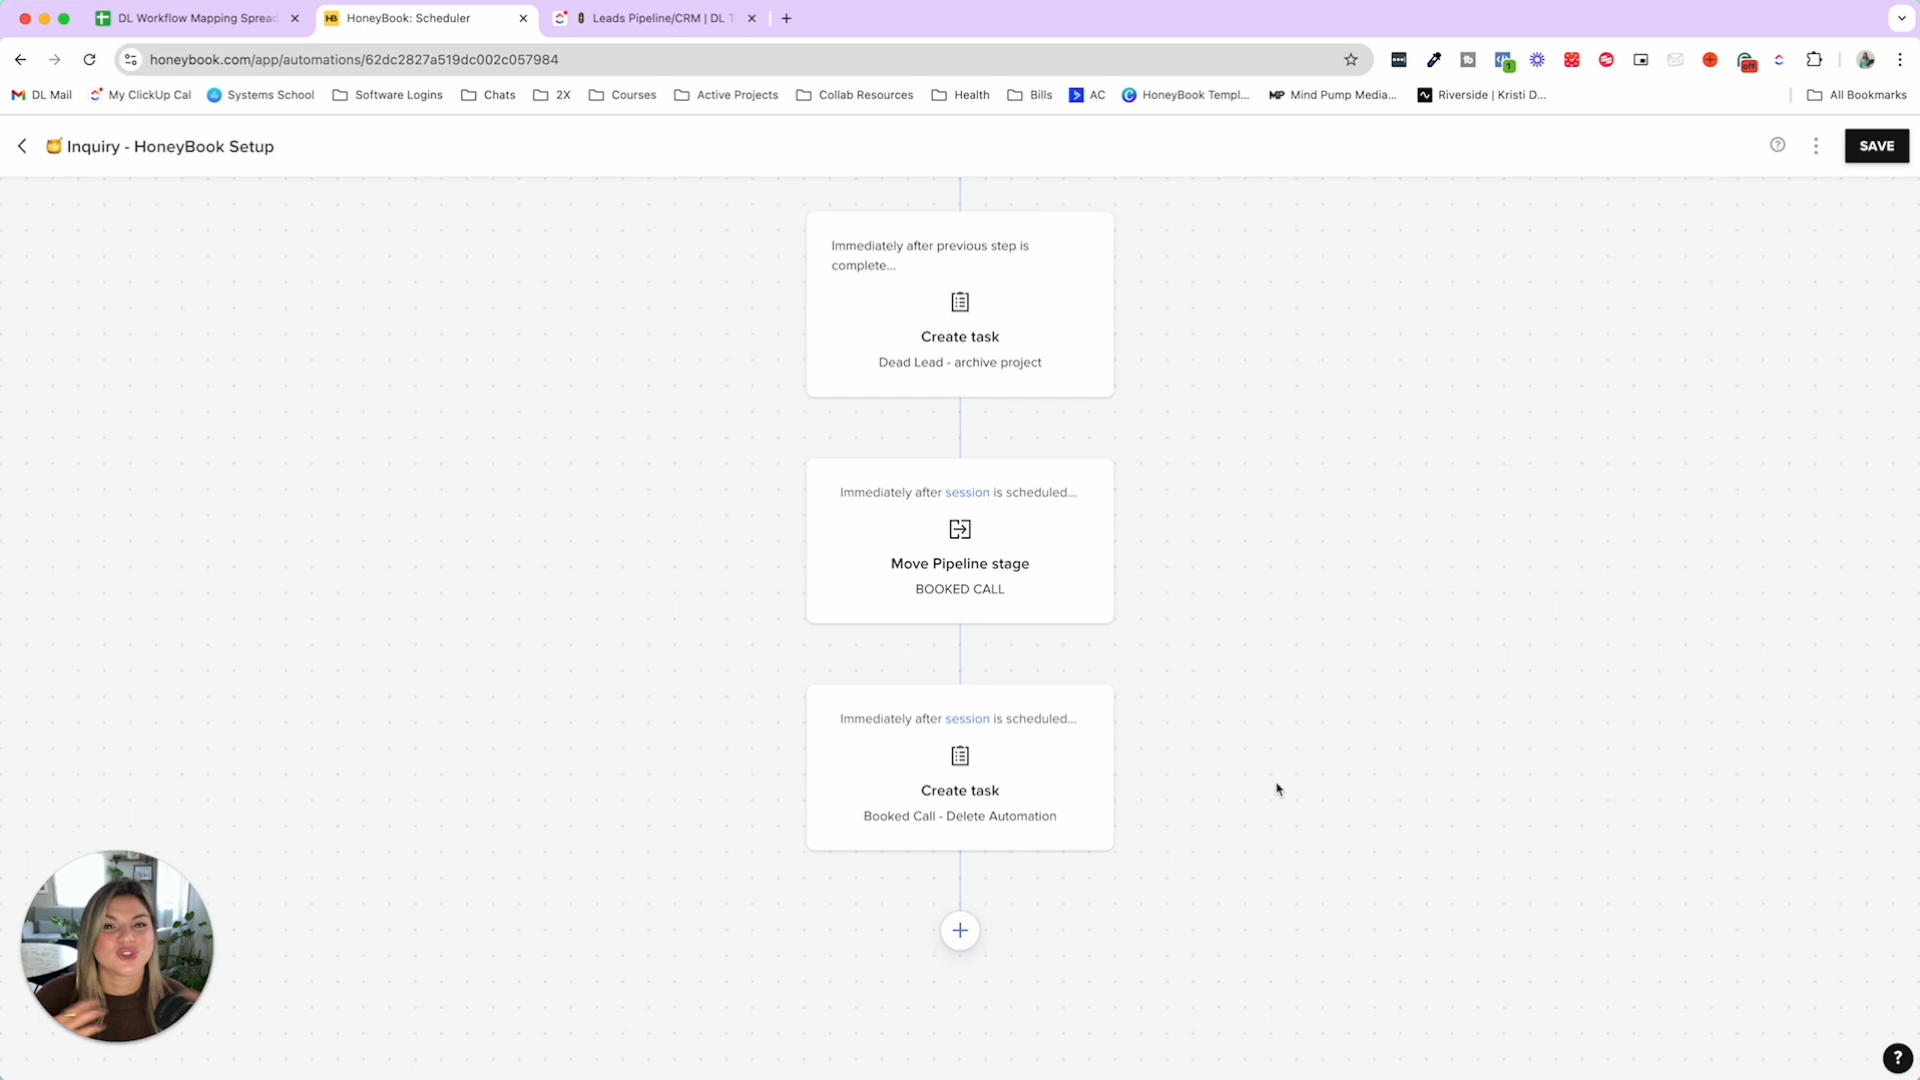 DL Workflow Mapping Spread
HoneyBook: Scheduler
Leads Pipeline/CRM | DL T
honeybook.com/app/automations/62dc2827a519dc002c057984
DL Mail
My ClickUp Cal
Systems School
Software Logins
Chats
2X
Courses
Active Projects
Collab Resources
Health
Bills
AC
HoneyBook Templ...
Mind Pump Media...
Riverside | Kristi D...
All Bookmarks
Inquiry - HoneyBook Setup
SAVE
Immediately after previous step is
complete...
Create task
Dead Lead - archive project
Immediately after session is scheduled...
Move Pipeline stage
BOOKED CALL
Immediately after session is scheduled...
Create task
Booked Call - Delete Automation